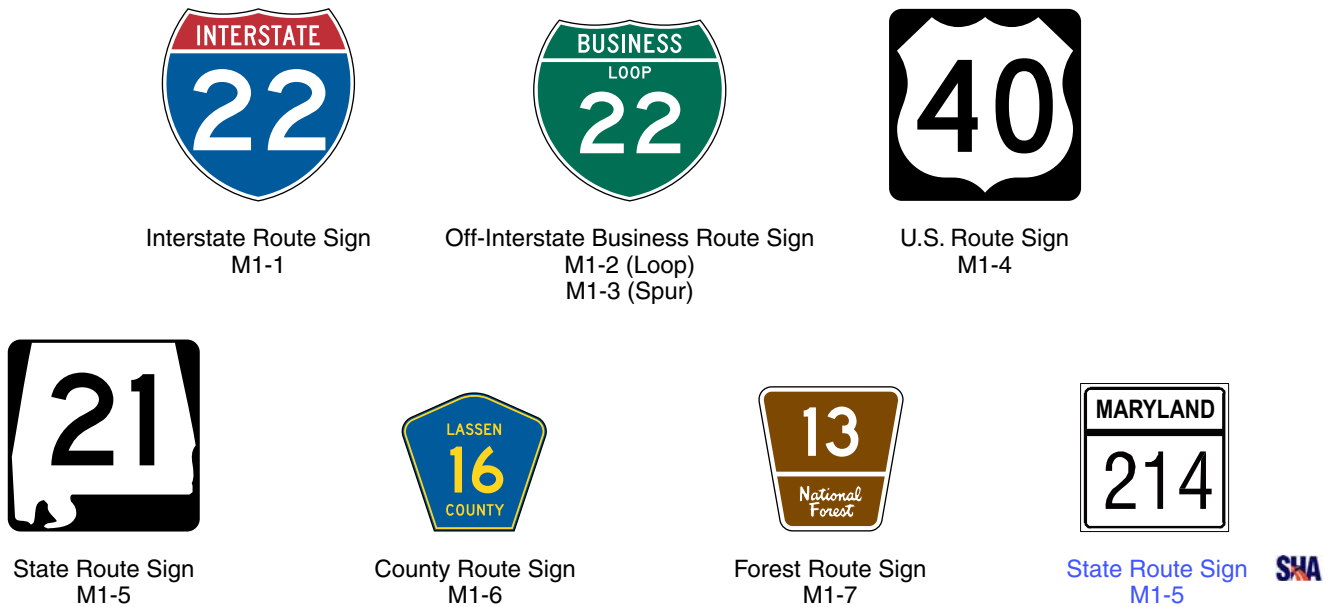 INTERSTATE
22
BUSINESS
LOOP
22
40
Interstate Route Sign
M1-1
Off-Interstate Business Route Sign
M1-2 (Loop)
M1-3 (Spur)
U.S. Route Sign
M1-4
21
LASSEN
16
COUNTY
13
National
Forest
MARYLAND
214
State Route Sign
M1-5
County Route Sign
M1-6
Forest Route Sign
M1-7
State Route Sign
M1-5
SHA